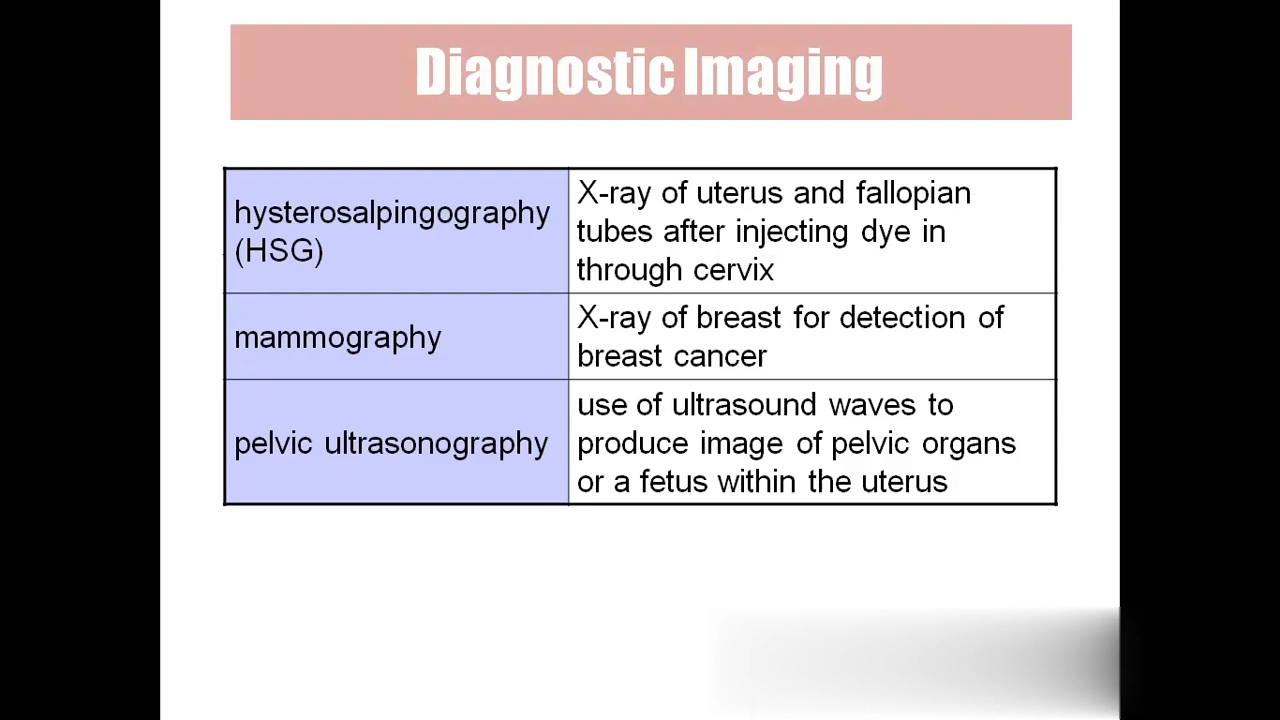 Diagnostic Imaging
hysterosalpingography
(HSG)
X-ray of uterus and fallopian
tubes after injecting dye in
through cervix
mammography
X-ray of breast for detection of
breast cancer
pelvic ultrasonography
use of ultrasound waves to
produce image of pelvic organs
or a fetus within the uterus